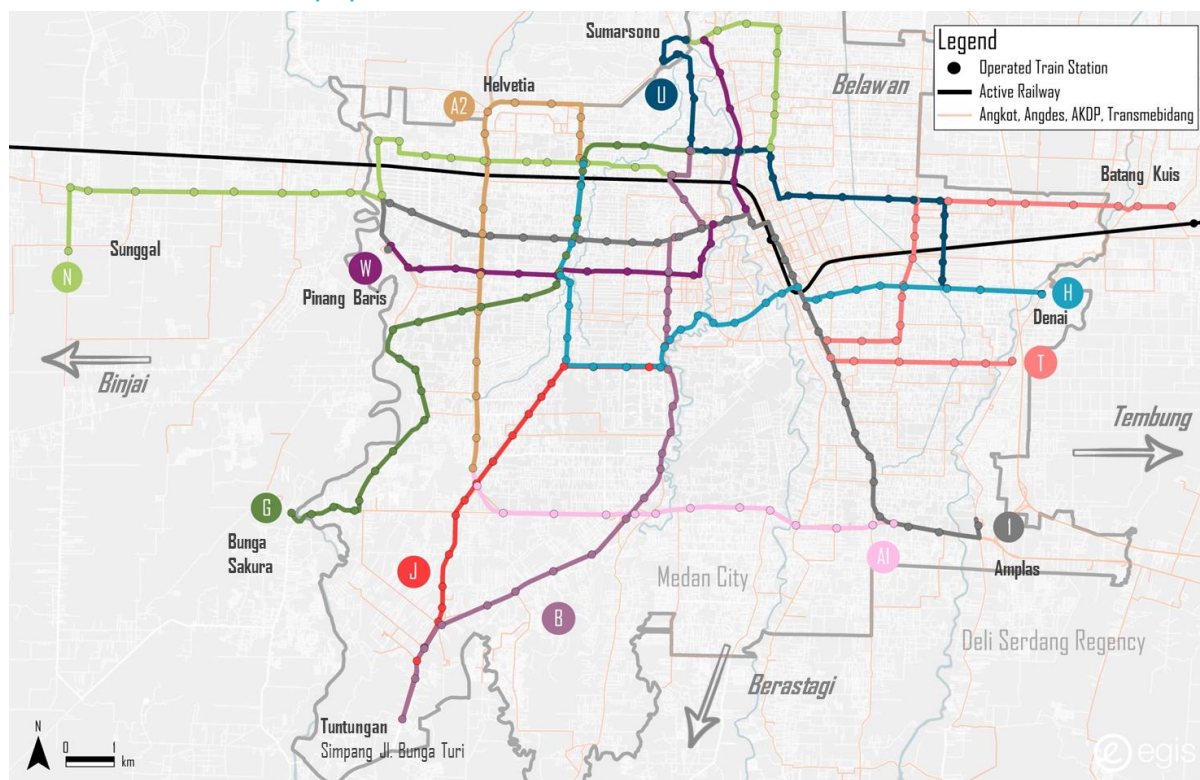 Sumarsono
Helvetia
A2
U
Belawan
Legend
Operated Train Station
Active Railway
Angkot, Angdes, AKDP, Transmebidang
Batang Kuis
Sunggal
N
W
Pinang Baris
H
Denai
Binjai
T
Tembung
G
Bunga
Sakura
J
B
Medan City
A1
I
Amplas
Deli Serdang Regency
Berastagi
Tuntungan
Simpang Jl. Bunga Turi
N
0 1
km
egis